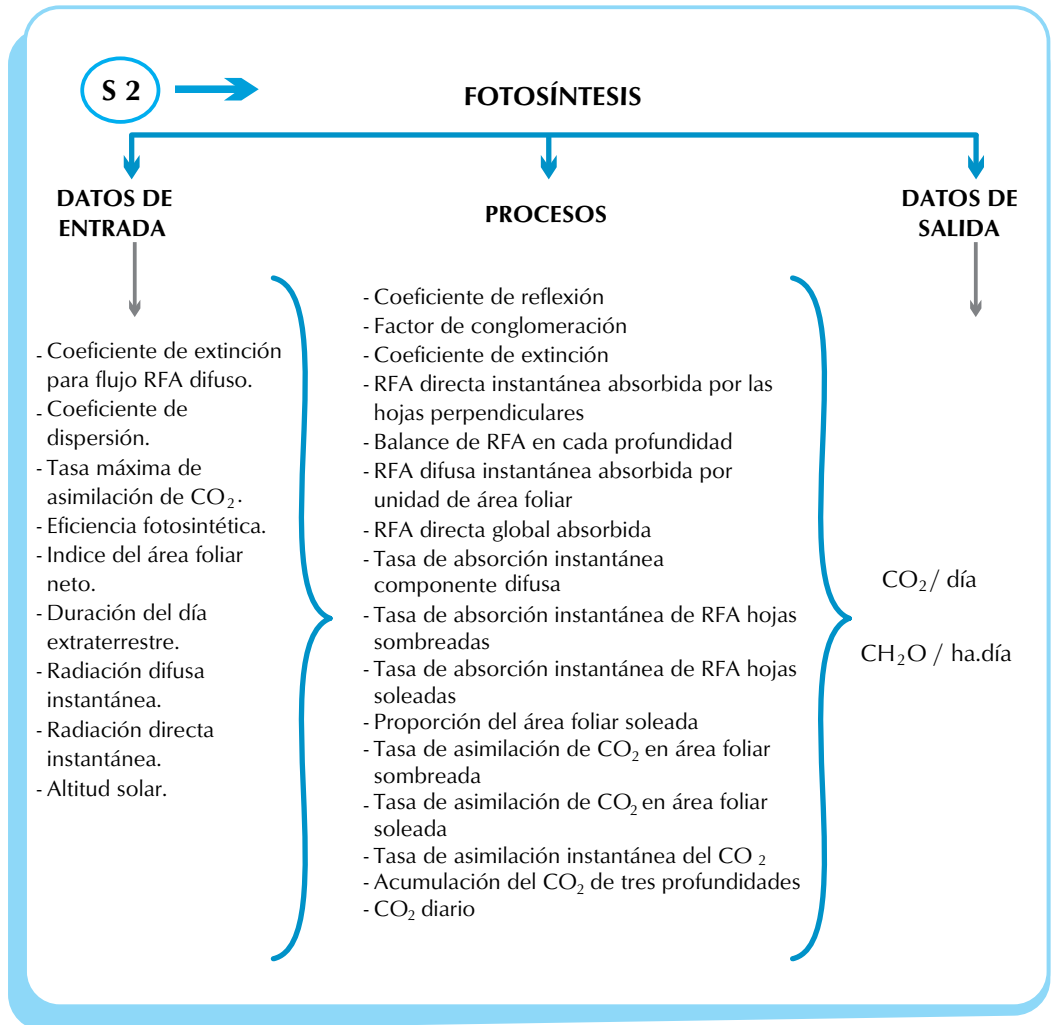 S 2
FOTOSÍNTESIS
DATOS DE
ENTRADA
- Coeficiente de extinción
para flujo RFA difuso.
- Coeficiente de
dispersión.
- Tasa máxima de
asimilación de CO₂.
- Eficiencia fotosintética.
- Indice del área foliar
neto.
- Duración del día
extraterrestre.
- Radiación difusa
instantánea.
- Radiación directa
instantánea.
- Altitud solar.
PROCESOS
- Coeficiente de reflexión
- Factor de conglomeración
- Coeficiente de extinción
- RFA directa instantánea absorbida por las
hojas perpendiculares
- Balance de RFA en cada profundidad
- RFA difusa instantánea absorbida por
unidad de área foliar
- RFA directa global absorbida
- Tasa de absorción instantánea
componente difusa
- Tasa de absorción instantánea de RFA hojas
sombreadas
- Tasa de absorción instantánea de RFA hojas
soleadas
- Proporción del área foliar soleada
- Tasa de asimilación de CO₂ en área foliar
sombreada
- Tasa de asimilación de CO₂ en área foliar
soleada
- Tasa de asimilación instantánea del CO₂
- Acumulación del CO₂ de tres profundidades
- CO₂ diario
DATOS DE
SALIDA
CO₂ / día
CH₂O / ha.día